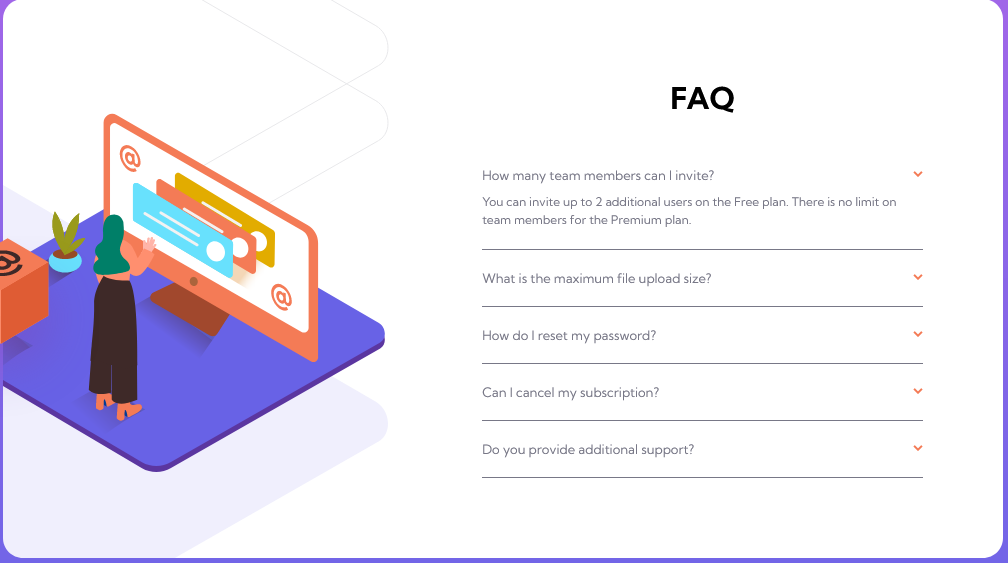 FAQ
How many team members can I invite?
You can invite up to 2 additional users on the Free plan. There is no limit on
team members for the Premium plan.
What is the maximum file upload size?
How do I reset my password?
Can I cancel my subscription?
Do you provide additional support?
@
@
@